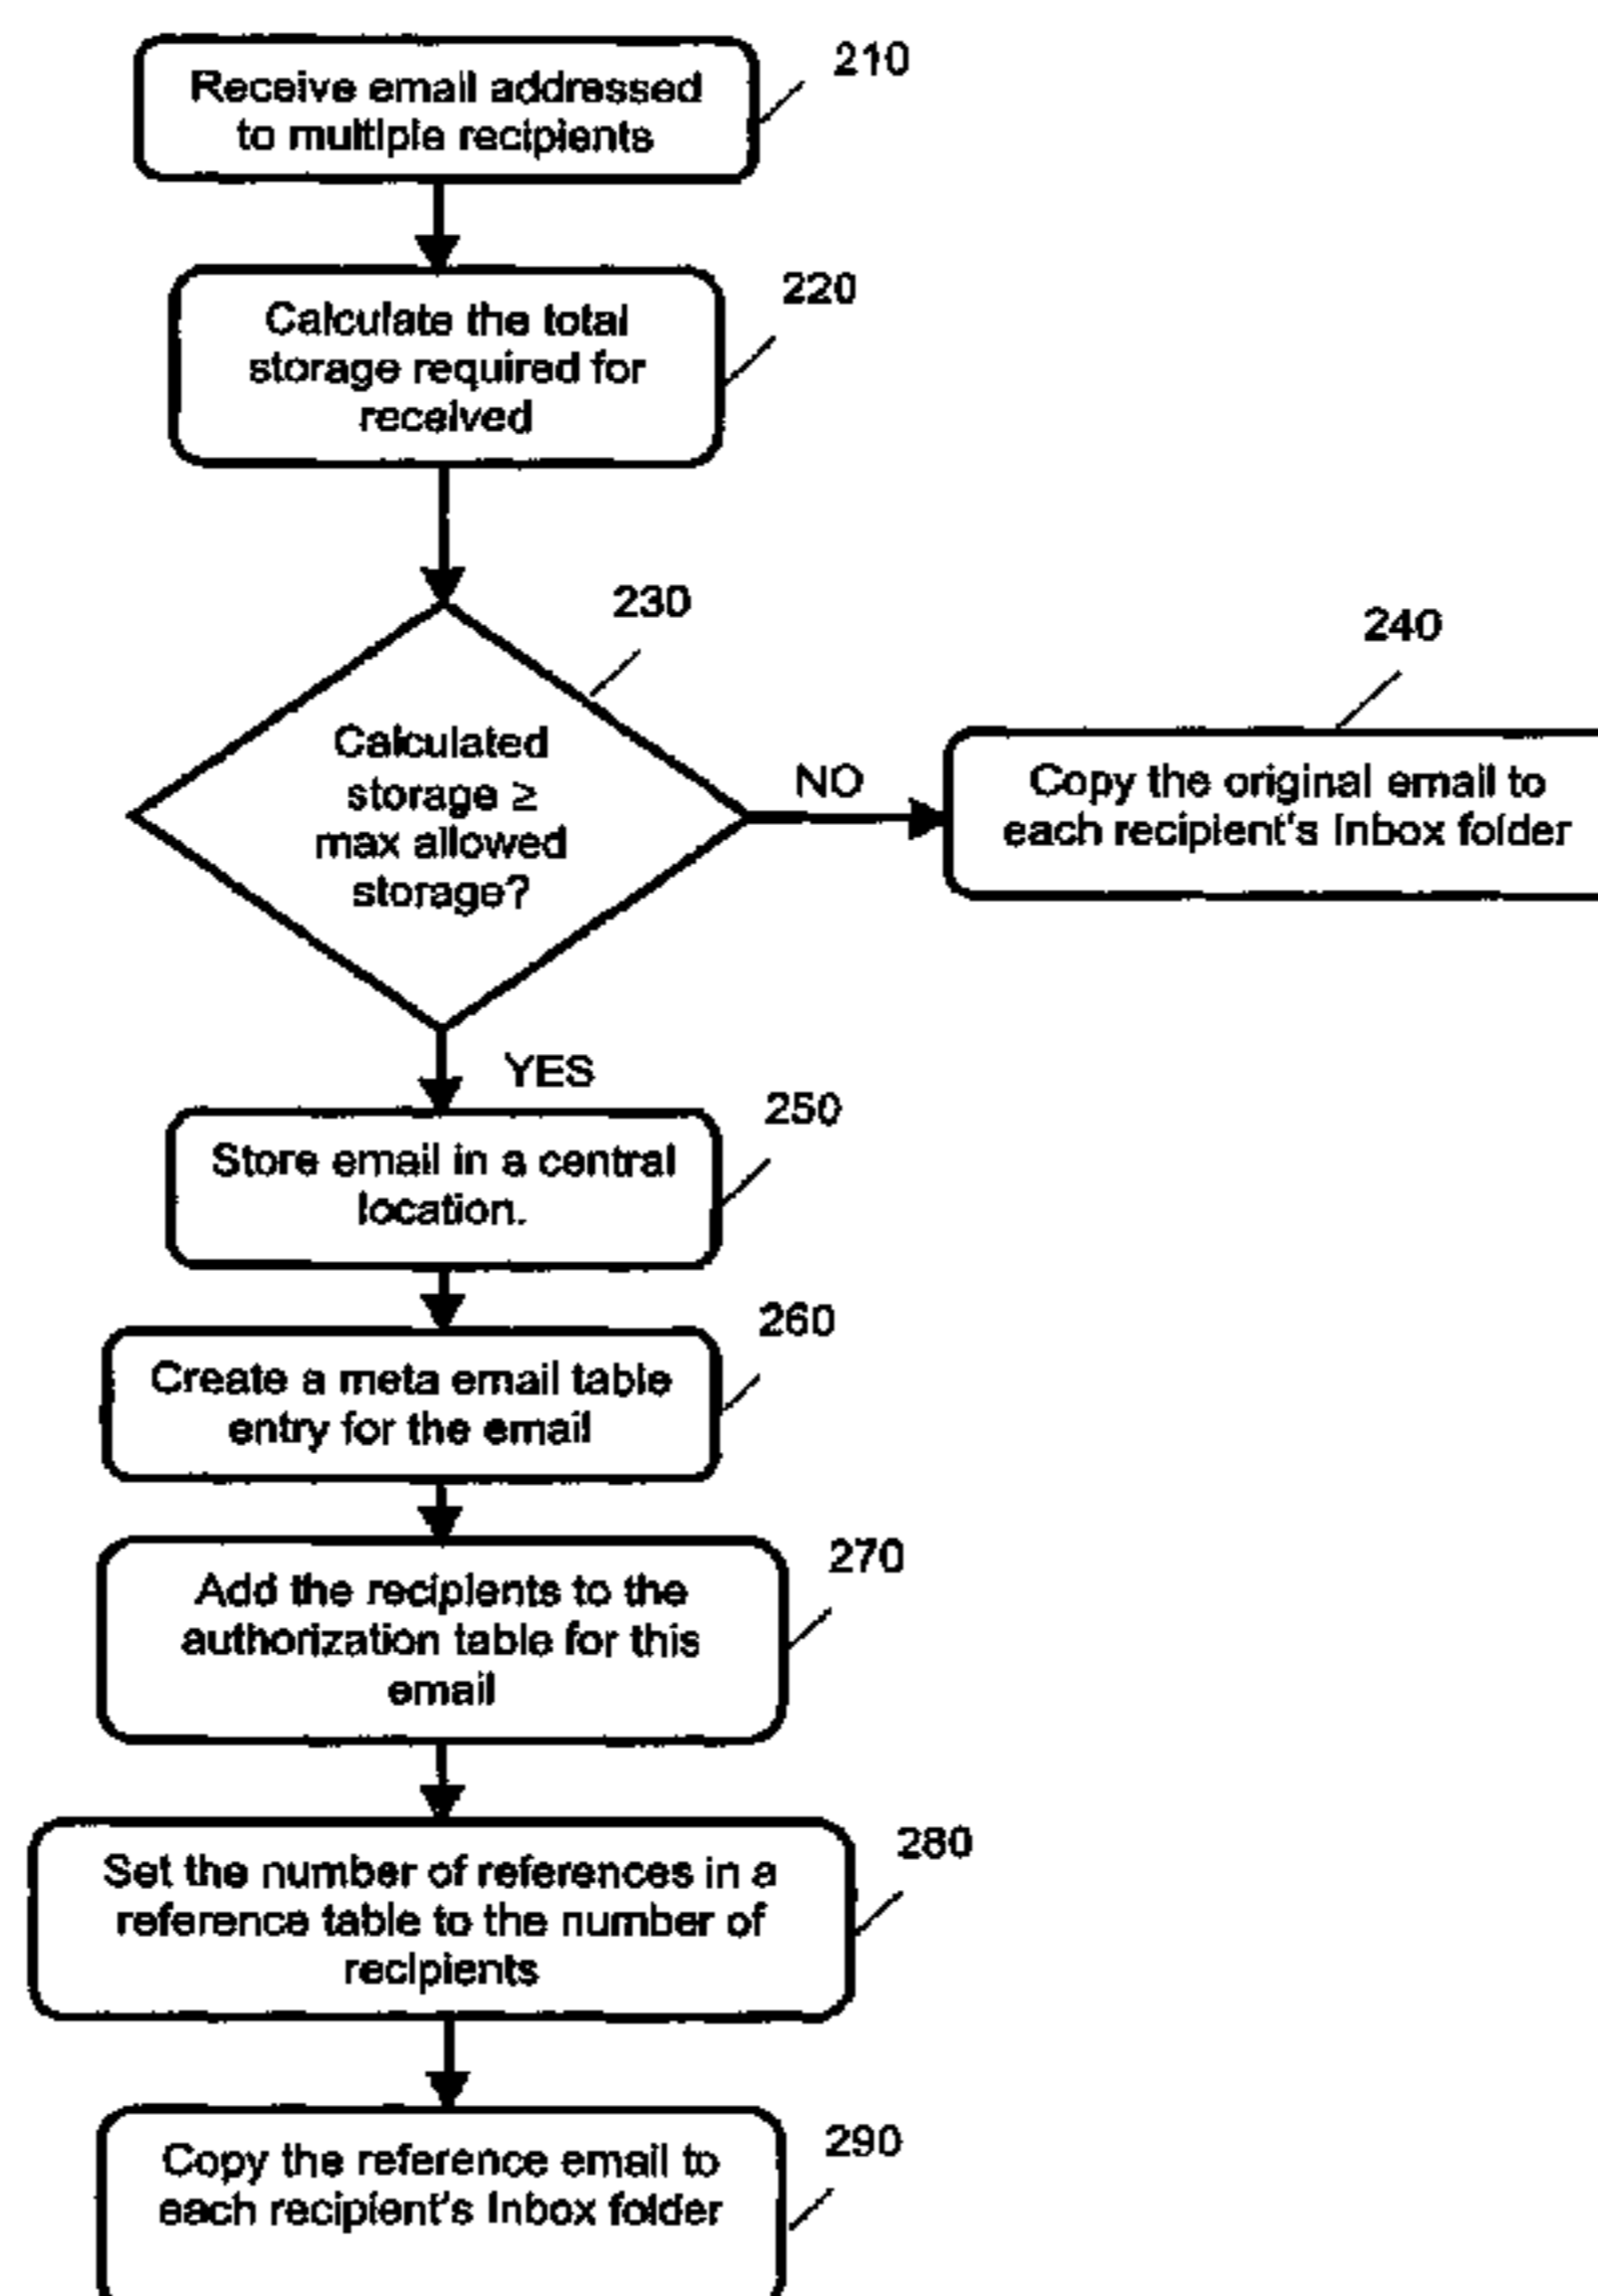 210
Receive email addressed
to multiple recipients
220
Calculate the total
storage required for
received
230
Calculated
storage ≥
max allowed
storage?
NO
240
Copy the original email to
each recipient's Inbox folder
YES
250
Store email in a central
location.
260
Create a meta email table
entry for the email
270
Add the recipients to the
authorization table for this
email
280
Set the number of references in a
reference table to the number of
recipients
290
Copy the reference email to
each recipient's Inbox folder